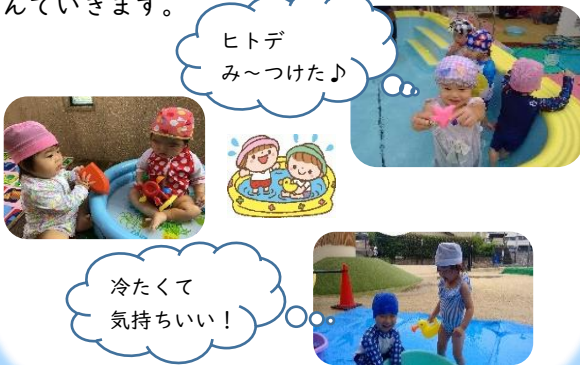 んでいきます。
ヒトデ
み～つけた♪
冷たくて
気持ちいい！